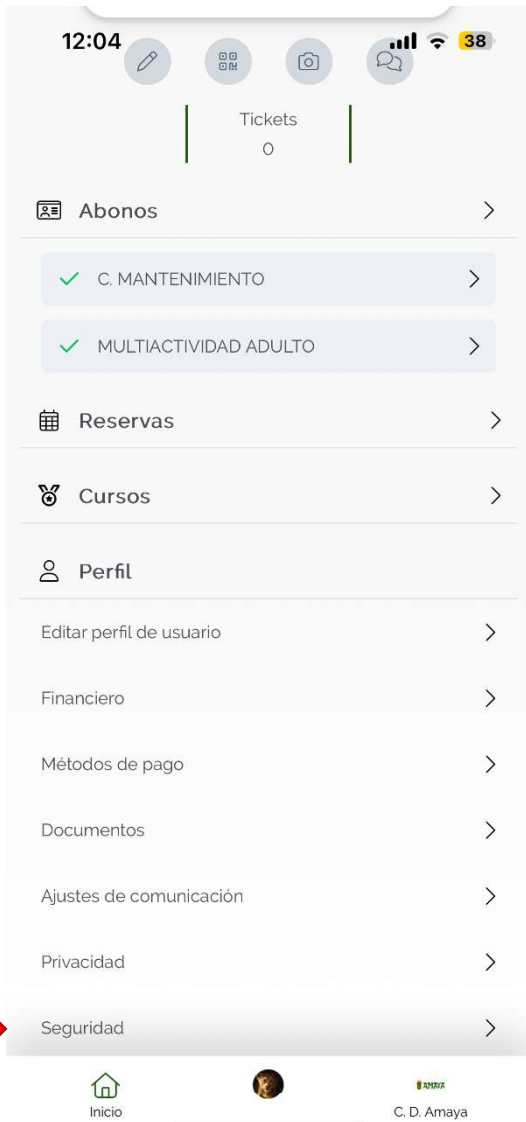 12:04
38
Tickets
0
Abonos
C. MANTENIMIENTO
MULTIACTIVIDAD ADULTO
Reservas
Cursos
Perfil
Editar perfil de usuario
Financiero
Métodos de pago
Documentos
Ajustes de comunicación
Privacidad
Seguridad
AMAYA
Inicio
C. D. Amaya